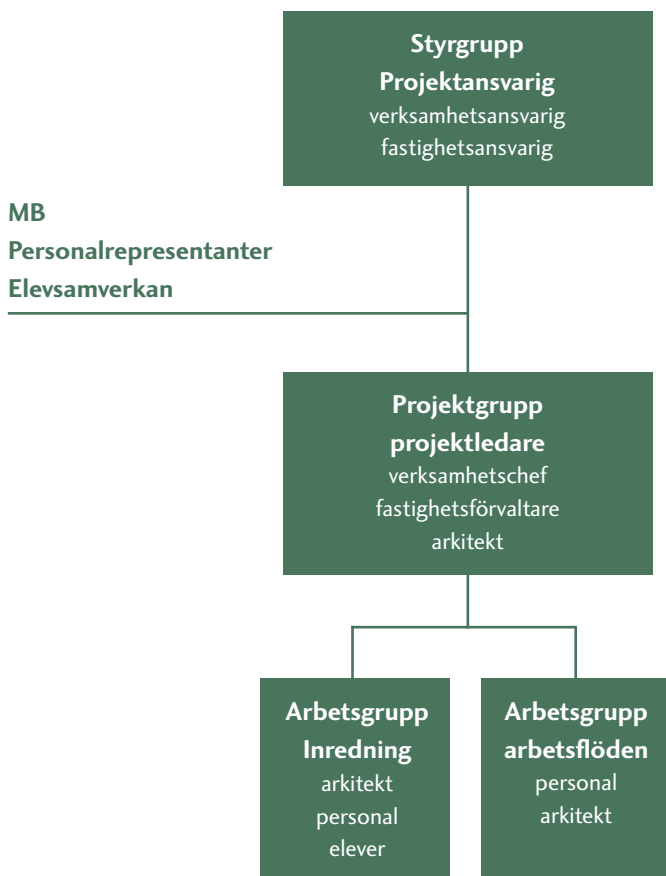 Styrgrupp
Projektansvarig
verksamhetsansvarig
fastighetsansvarig
MB
Personalrepresentanter
Elevsamverkan
Projektgrupp
projektledare
verksamhetschef
fastighetsförvaltare
arkitekt
Arbetsgrupp
Inredning
arkitekt
personal
elever
Arbetsgrupp
arbetsflöden
personal
arkitekt